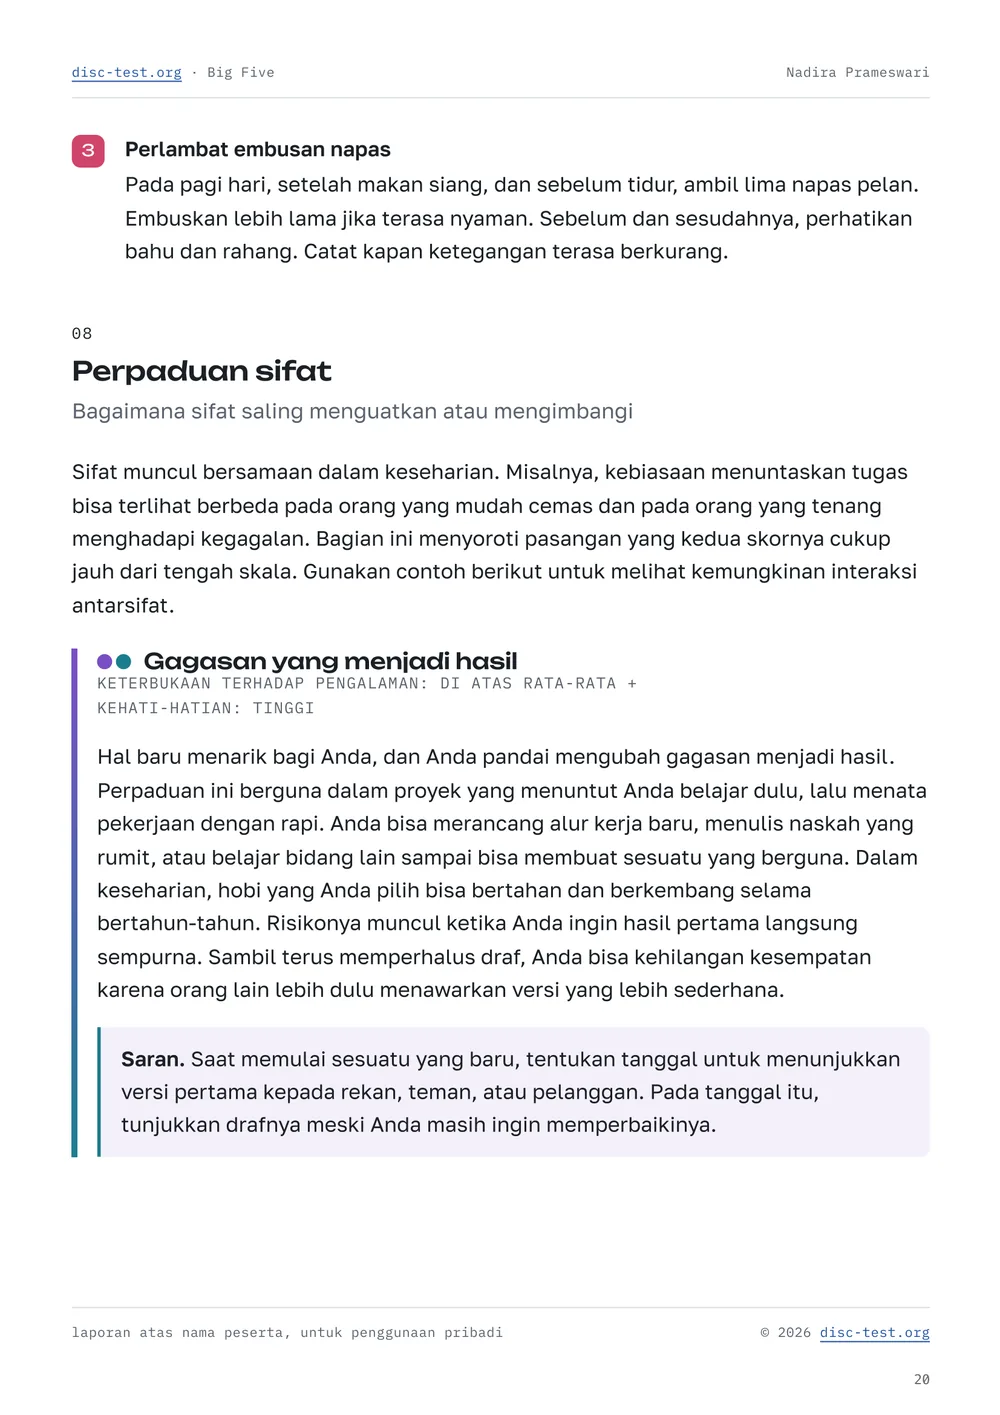 disc-test.org · Big Five
Nadira Prameswari
3
Perlambat embusan napas
Pada pagi hari, setelah makan siang, dan sebelum tidur, ambil lima napas pelan.
Embuskan lebih lama jika terasa nyaman. Sebelum dan sesudahnya, perhatikan
bahu dan rahang. Catat kapan ketegangan terasa berkurang.
08
Perpaduan sifat
Bagaimana sifat saling menguatkan atau mengimbangi
Sifat muncul bersamaan dalam keseharian. Misalnya, kebiasaan menuntaskan tugas
bisa terlihat berbeda pada orang yang mudah cemas dan pada orang yang tenang
menghadapi kegagalan. Bagian ini menyoroti pasangan yang kedua skornya cukup
jauh dari tengah skala. Gunakan contoh berikut untuk melihat kemungkinan interaksi
antarsifat.
Gagasan yang menjadi hasil
KETERBUKAAN TERHADAP PENGALAMAN: DI ATAS RATA-RATA +
KEHATI-HATIAN: TINGGI
Hal baru menarik bagi Anda, dan Anda pandai mengubah gagasan menjadi hasil.
Perpaduan ini berguna dalam proyek yang menuntut Anda belajar dulu, lalu menata
pekerjaan dengan rapi. Anda bisa merancang alur kerja baru, menulis naskah yang
rumit, atau belajar bidang lain sampai bisa membuat sesuatu yang berguna. Dalam
keseharian, hobi yang Anda pilih bisa bertahan dan berkembang selama
bertahun-tahun. Risikonya muncul ketika Anda ingin hasil pertama langsung
sempurna. Sambil terus memperhalus draf, Anda bisa kehilangan kesempatan
karena orang lain lebih dulu menawarkan versi yang lebih sederhana.
Saran. Saat memulai sesuatu yang baru, tentukan tanggal untuk menunjukkan
versi pertama kepada rekan, teman, atau pelanggan. Pada tanggal itu,
tunjukkan drafnya meski Anda masih ingin memperbaikinya.
laporan atas nama peserta, untuk penggunaan pribadi
© 2026 disc-test.org
20